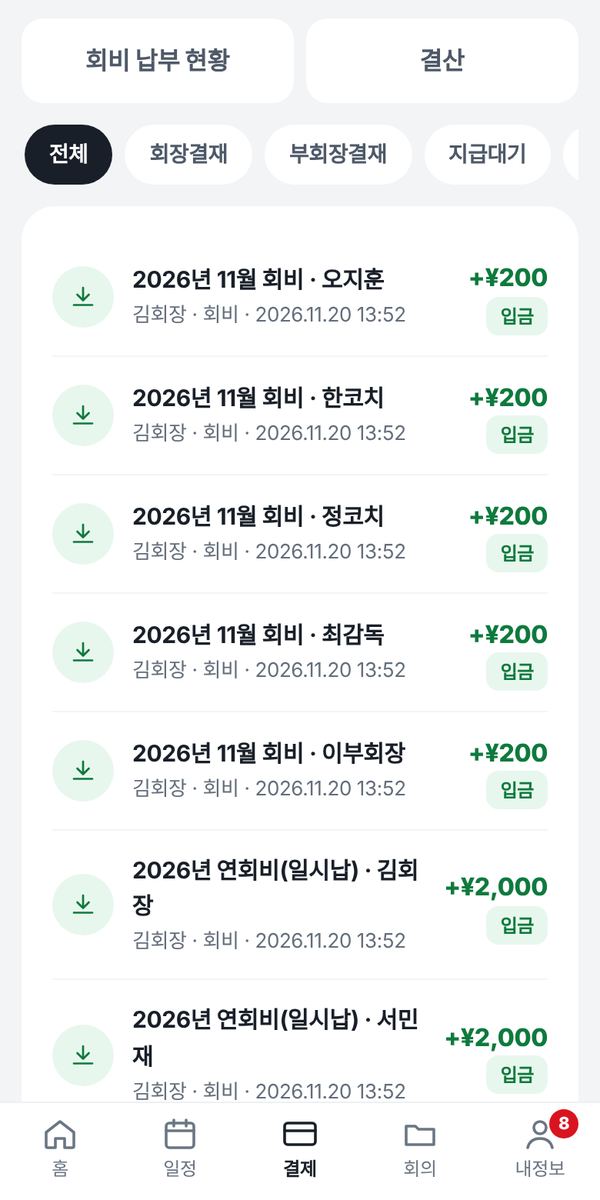 회비 납부 현황
결산
전체
회장결재
부회장결재
지급대기
2026년 11월 회비 · 오지훈
+¥200
김회장 · 회비 · 2026.11.20 13:52
입금
2026년 11월 회비 · 한코치
+¥200
김회장 · 회비 · 2026.11.20 13:52
입금
2026년 11월 회비 · 정코치
+¥200
김회장 · 회비 · 2026.11.20 13:52
입금
2026년 11월 회비 · 최감독
+¥200
김회장 · 회비 · 2026.11.20 13:52
입금
2026년 11월 회비 · 이부회장
+¥200
김회장 · 회비 · 2026.11.20 13:52
입금
2026년 연회비(일시납) · 김회
장
+¥2,000
김회장 · 회비 · 2026.11.20 13:52
입금
2026년 연회비(일시납) · 서민
재
+¥2,000
김회장 · 회비 · 2026.11.20 13:52
입금
홈
일정
결제
회의
8
내정보